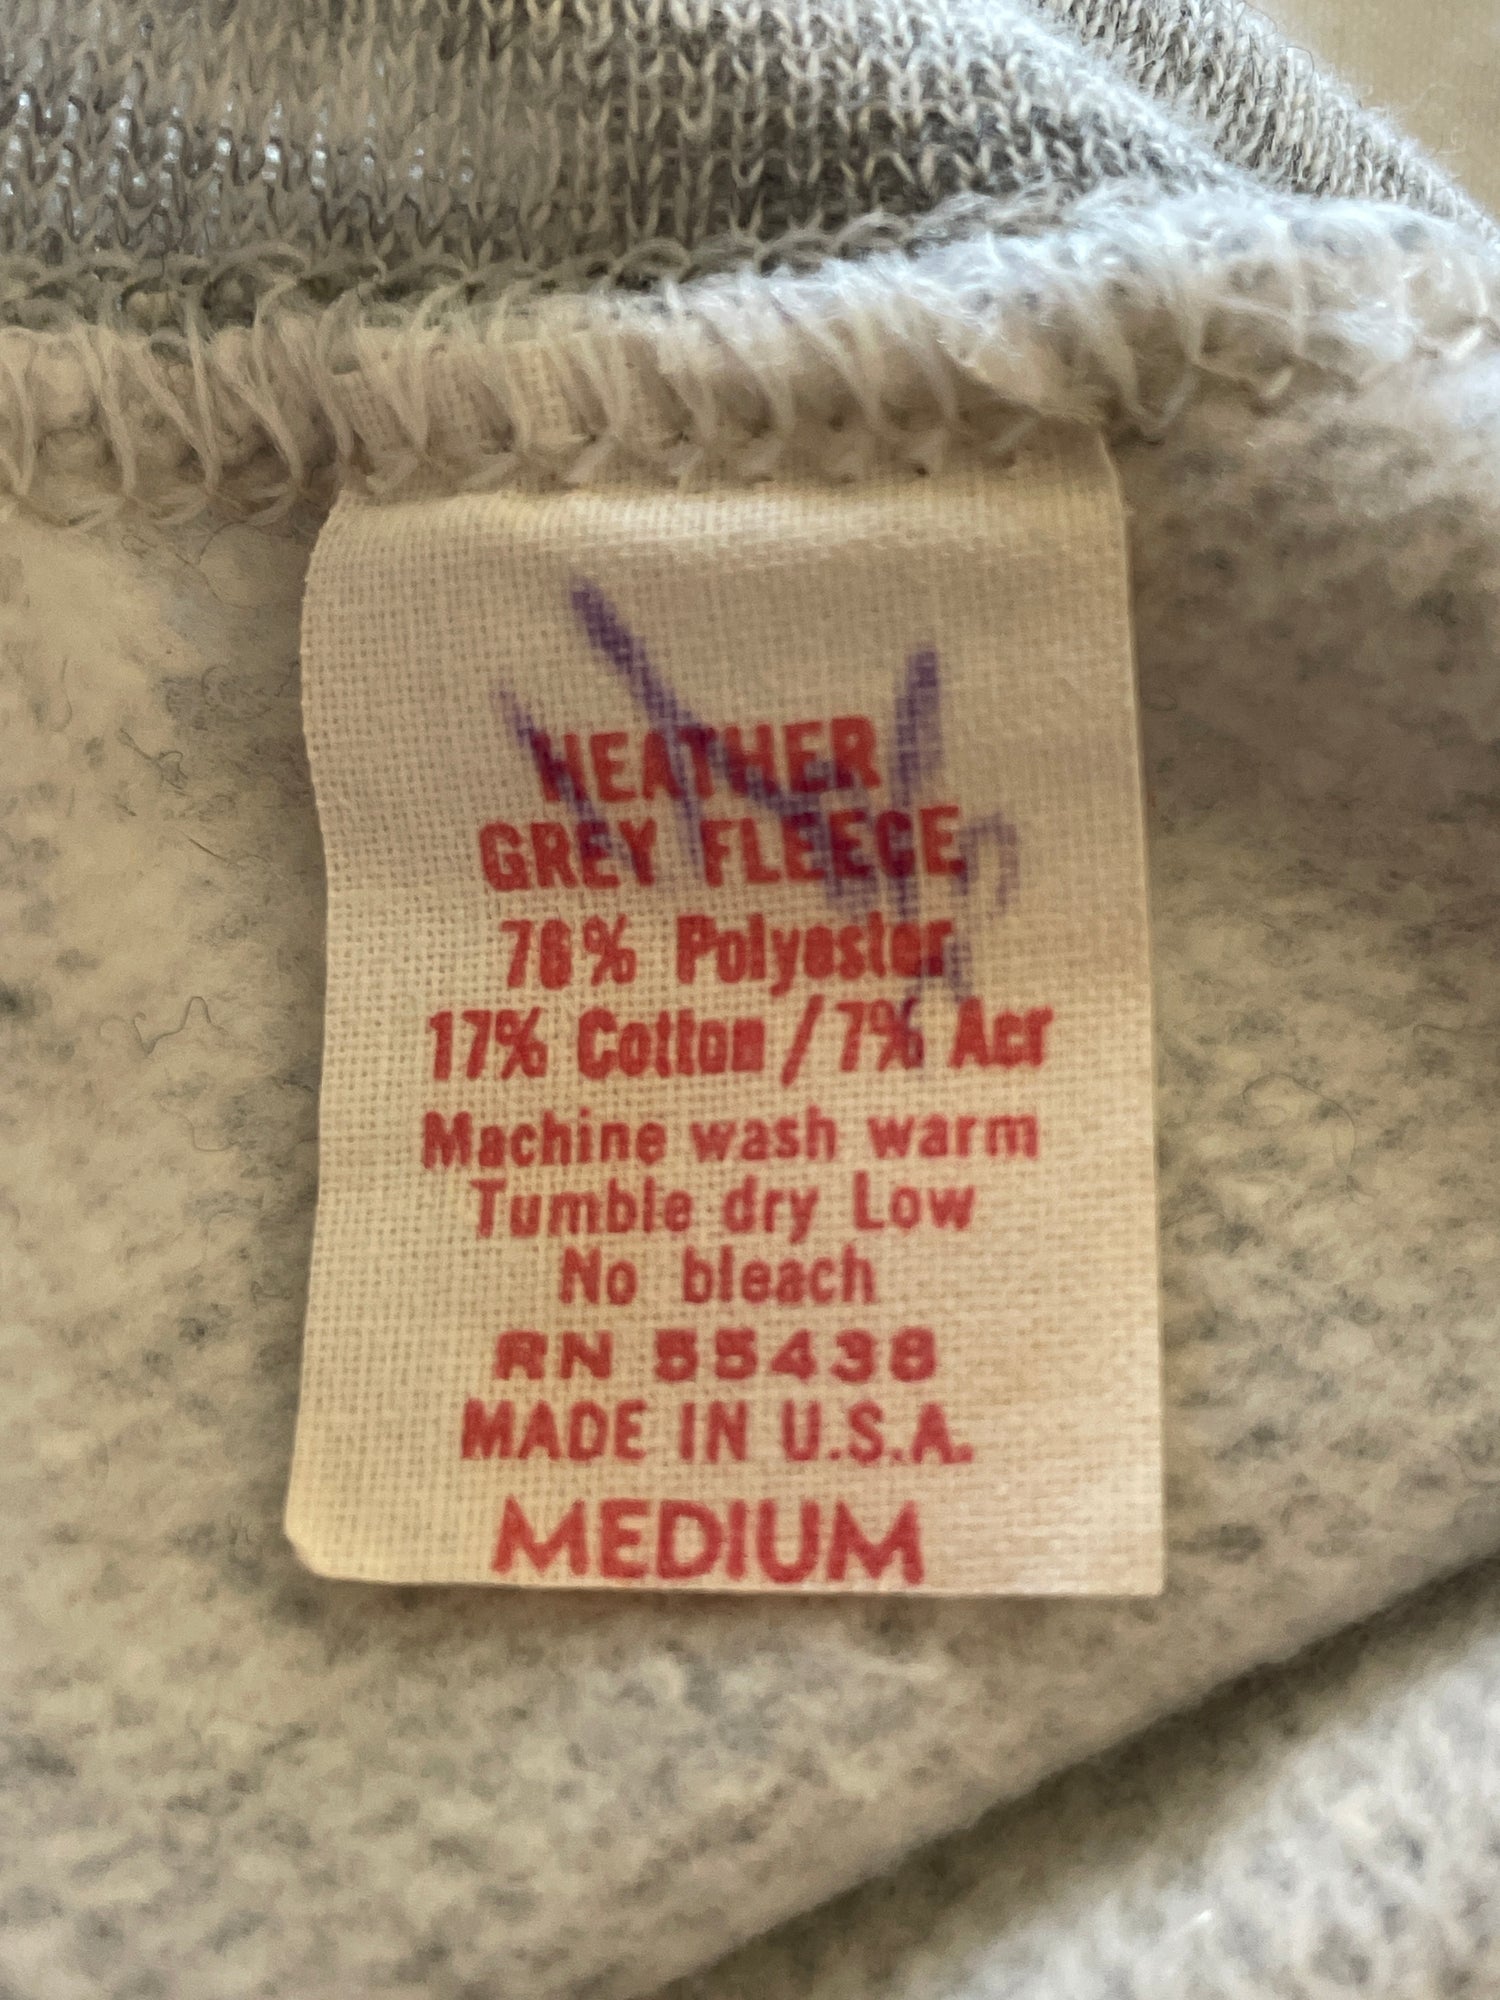 HEATHER
GREY FLEECE
76% Polyester
17% Cotton / 7% Acr
Machine wash warm
Tumble dry Low
No bleach
RN 55438
MADE IN U.S.A.
MEDIUM